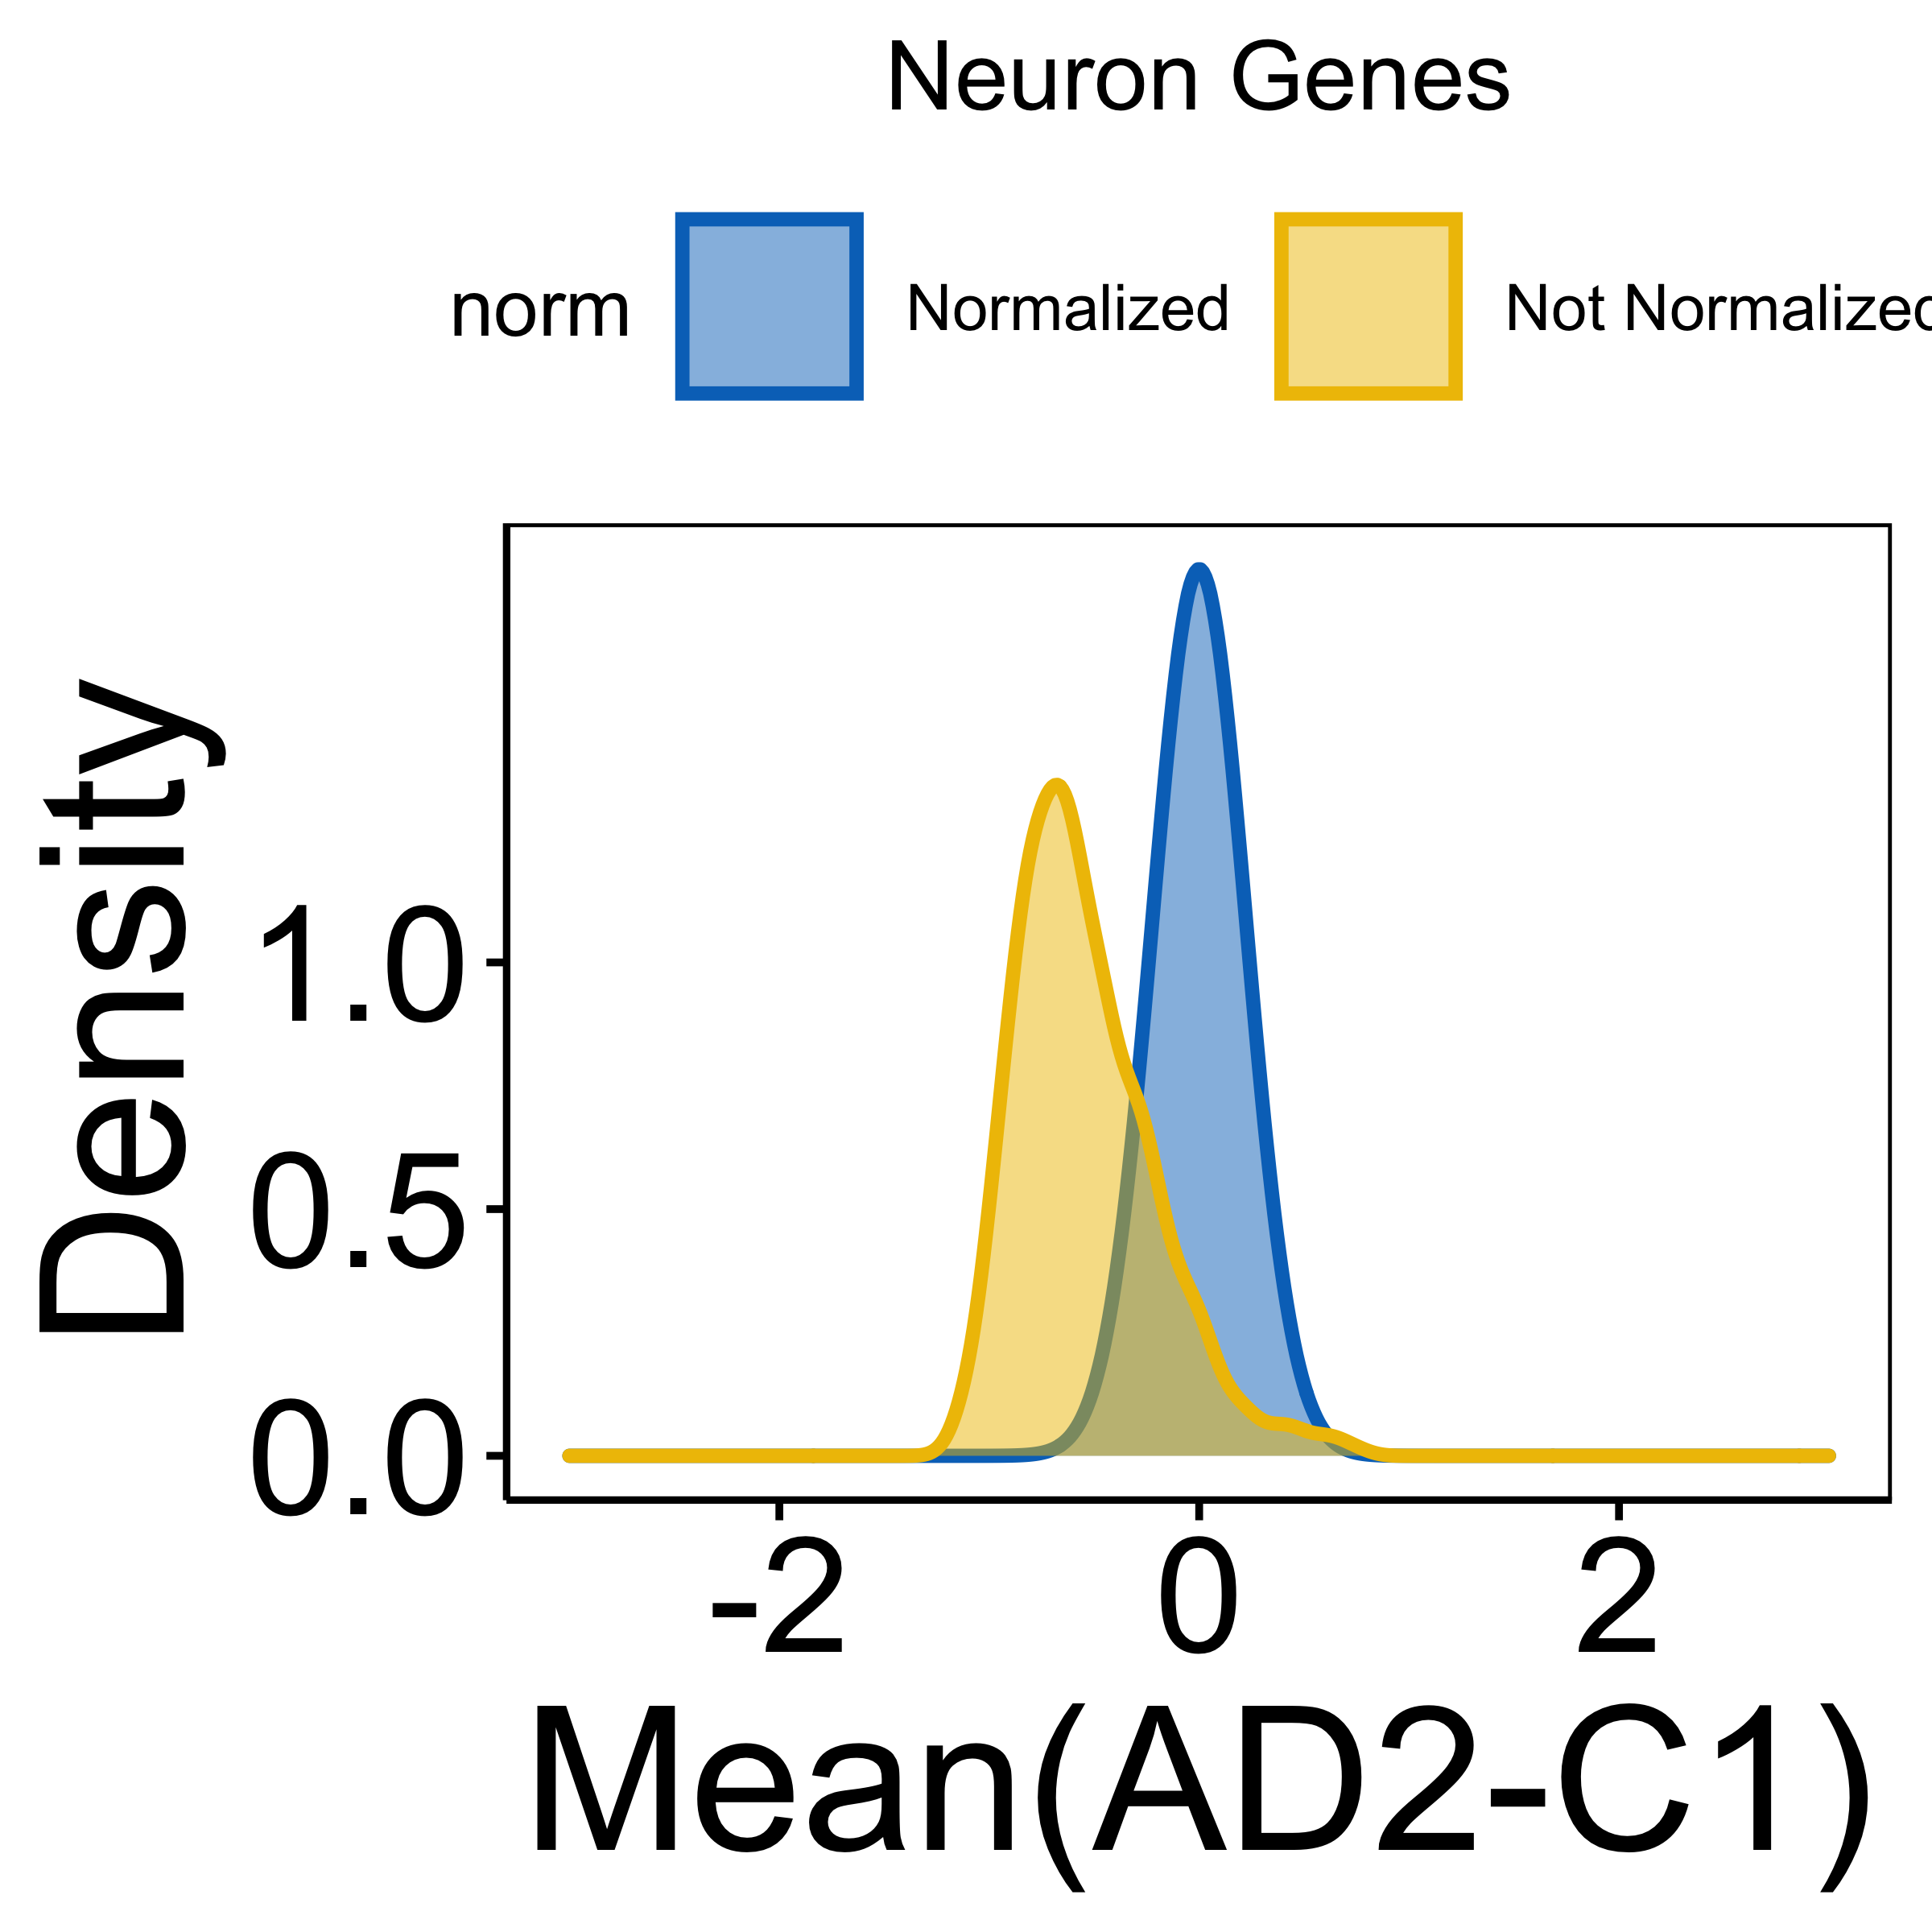 Neuron Genes
norm Normalized Not Normalized
Density
1.0
0.5
0.0
-2 0 2
Mean(AD2-C1)